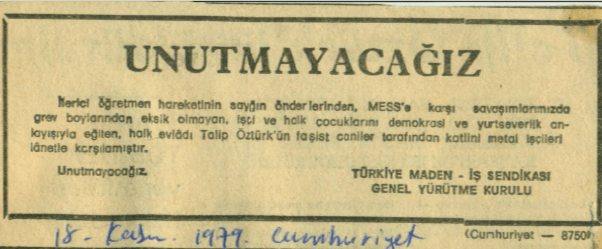 UNUTMAYACAĞIZ
İlerici öğretmen hareketinin saygın önderlerinden, MESS'e karşı savaşımlarımızda
grev boylarından eksik olmayan, işçi ve halk çocuklarını demokrasi ve yurtseverlik an-
layışıyla eğiten, halk evlâdı Talip Öztürk'ün faşist caniler tarafından katlini metal işçileri
lânetle karşılamıştır.
Unutmayacağız.
TÜRKİYE MADEN - İŞ SENDİKASI
GENEL YÜRÜTME KURULU
18 - Kasım. 1979. Cumhuriyet
(Cumhuriyet — 8750)